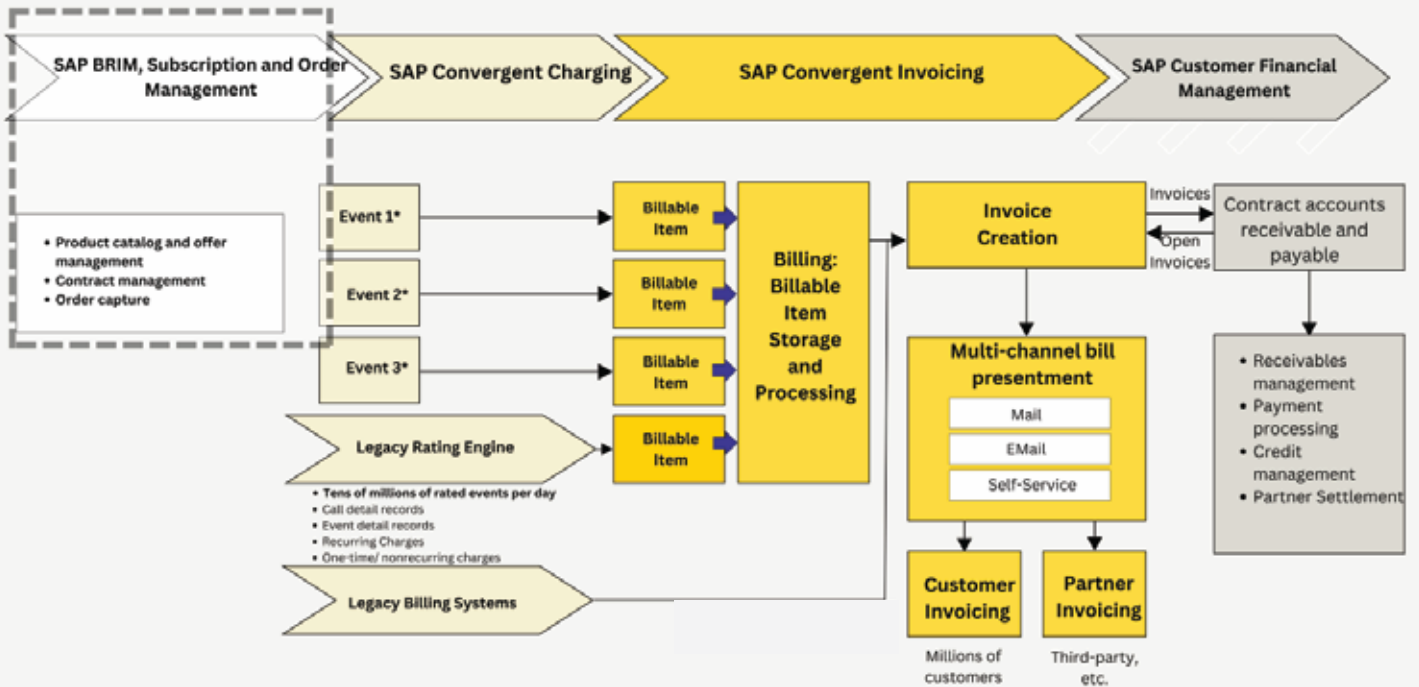 SAP BRIM, Subscription and Order
Management
SAP Convergent Charging
SAP Convergent Invoicing
SAP Customer Financial
Management
• Product catalog and offer
management
• Contract management
• Order capture
Event 1*
Event 2*
Event 3*
Legacy Rating Engine
• Tens of millions of rated events per day
• Call detail records
• Event detail records
• Recurring Charges
• One-time/ nonrecurring charges
Legacy Billing Systems
Billable
Item
Billable
Item
Billable
Item
Billable
Item
Billing:
Billable
Item
Storage
and
Processing
Invoice
Creation
Invoices
Open
Invoices
Contract accounts
receivable and
payable
Multi-channel bill
presentment
Mail
EMail
Self-Service
Customer
Invoicing
Partner
Invoicing
Millions of
customers
Third-party,
etc.
• Receivables
management
• Payment
processing
• Credit
management
• Partner Settlement